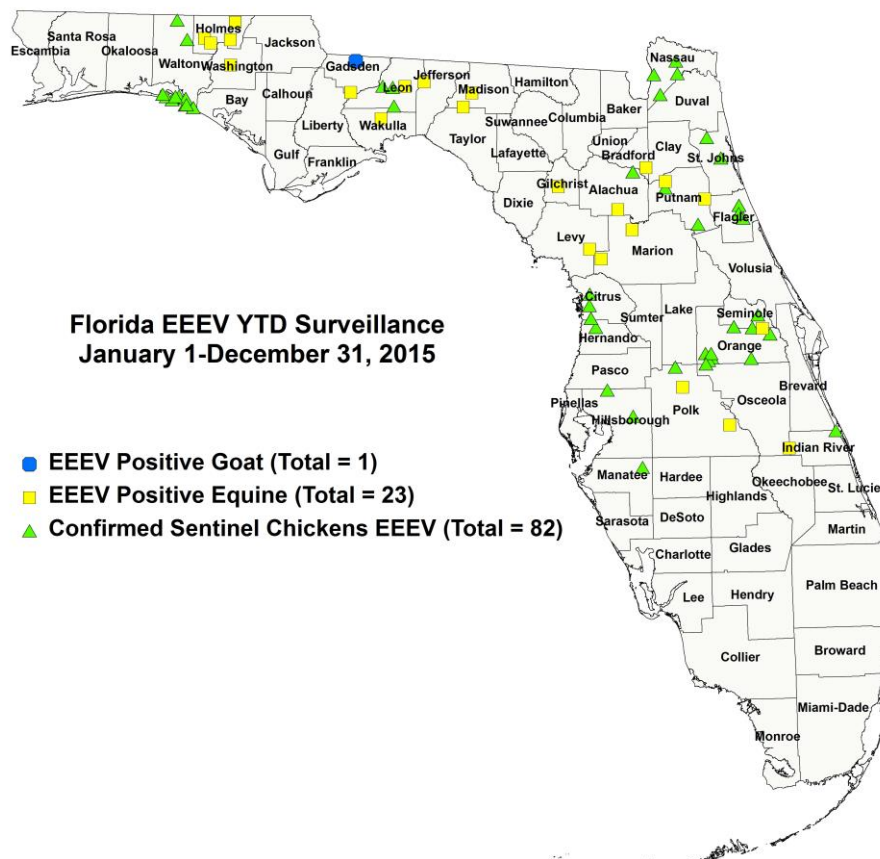 Escambia
Santa Rosa
Okaloosa
Walton
Holmes
Washington
Jackson
Bay
Calhoun
Gulf
Gadsden
Liberty
Franklin
Leon
Wakulla
Jefferson
Madison
Taylor
Hamilton
Suwannee
Lafayette
Columbia
Dixie
Gilchrist
Baker
Union
Bradford
Alachua
Levy
Nassau
Duval
Clay
St. Johns
Putnam
Flagler
Marion
Volusia
Citrus
Sumter
Hernando
Lake
Seminole
Orange
Pasco
Pinellas
Hillsborough
Polk
Osceola
Brevard
Indian River
Manatee
Hardee
Highlands
Okeechobee
St. Lucie
Sarasota
DeSoto
Martin
Charlotte
Glades
Lee
Hendry
Palm Beach
Collier
Broward
Monroe
Miami-Dade
Florida EEEV YTD Surveillance
January 1-December 31, 2015
EEEV Positive Goat (Total = 1)
EEEV Positive Equine (Total = 23)
Confirmed Sentinel Chickens EEEV (Total = 82)